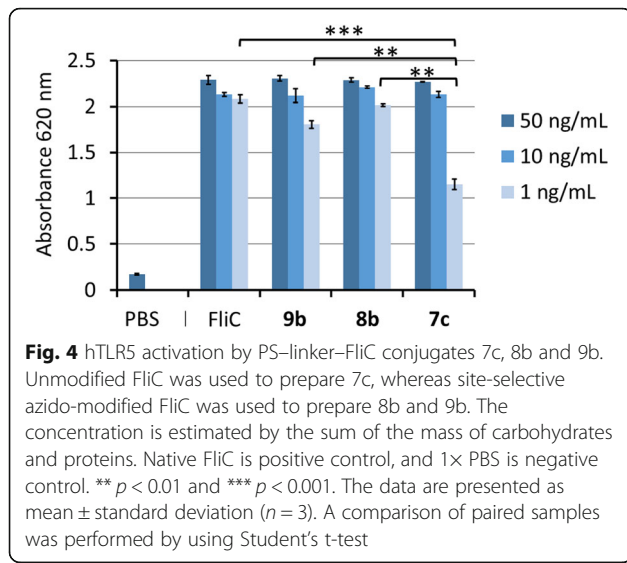 ***
**
**
2.5
2
1.5
1
0.5
0
Absorbance 620 nm
50 ng/mL
10 ng/mL
1 ng/mL
PBS | FliC 9b 8b 7c
Fig. 4 hTLR5 activation by PS–linker–FliC conjugates 7c, 8b and 9b.
Unmodified FliC was used to prepare 7c, whereas site-selective
azido-modified FliC was used to prepare 8b and 9b. The
concentration is estimated by the sum of the mass of carbohydrates
and proteins. Native FliC is positive control, and 1× PBS is negative
control. ** p < 0.01 and *** p < 0.001. The data are presented as
mean ± standard deviation (n = 3). A comparison of paired samples
was performed by using Student's t-test